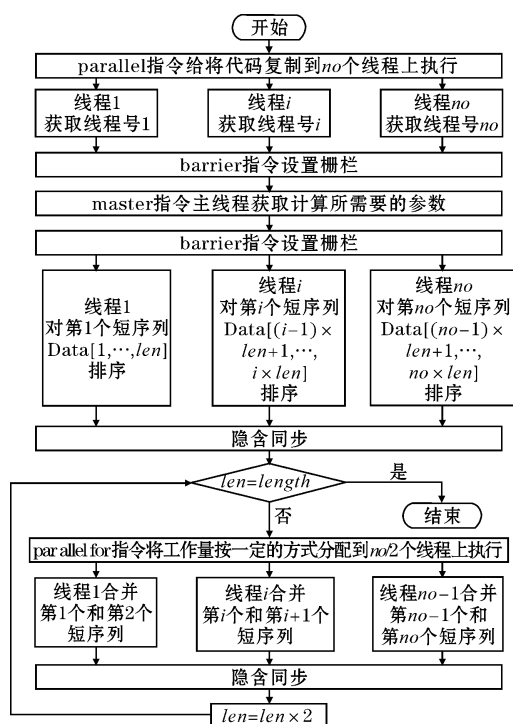 开始
parallel指令给将代码复制到no个线程上执行
线程1
获取线程号1
线程i
获取线程号i
线程no
获取线程号no
barrier指令设置栅栏
master指令主线程获取计算所需要的参数
barrier指令设置栅栏
线程1
对第1个短序列
Data[1,…,len]
排序
线程i
对第i个短序列
Data[(i−1)×
len+1,…,
i×len]
排序
线程no
对第no个短序列
Data[(no−1)×
len+1,…,
no×len]
排序
隐含同步
len=length
是
结束
否
parallel for指令将工作量按一定的方式分配到no/2个线程上执行
线程1合并
第1个和第2个
短序列
线程i合并
第i个和第i+1个
短序列
线程no−1合并
第no−1个和
第no个短序列
隐含同步
len=len×2